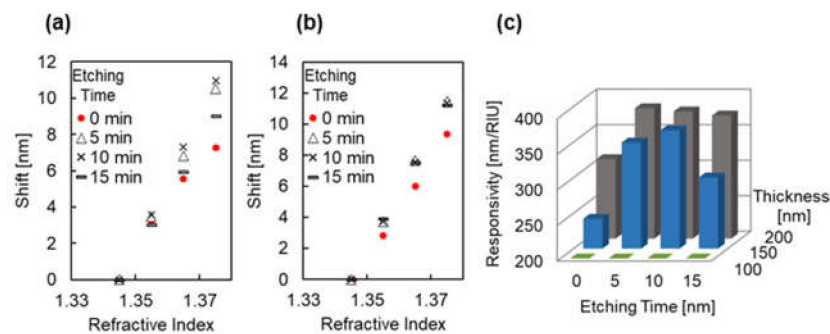 (a)
12
10
8
6
4
2
0
Shift [nm]
Etching
Time
0 min
5 min
10 min
15 min
1.33 1.35 1.37
Refractive Index
(b)
14
12
10
8
6
4
2
0
Shift [nm]
Etching
Time
0 min
5 min
10 min
15 min
1.33 1.35 1.37
Refractive Index
(c)
400
350
300
250
200
Responsivity [nm/RIU]
Thickness
[nm]
200
150
100
0 5 10 15
Etching Time [nm]